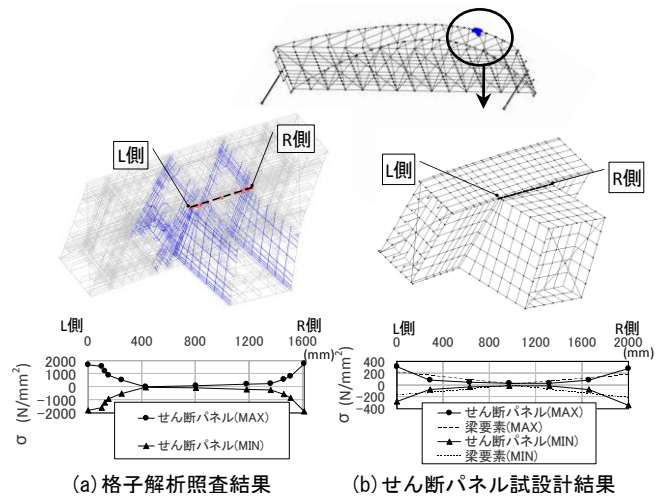 L側
R側
L側
R側
L側
R側
0
400
800
1200
1600
(mm)
2000
1000
0
−1000
−2000
σ (N/mm²)
せん断パネル(MAX)
せん断パネル(MIN)
(a) 格子解析照査結果
L側
R側
0
400
800
1200
1600
2000
(mm)
400
200
0
−200
−400
σ (N/mm²)
せん断パネル(MAX)
梁要素(MAX)
せん断パネル(MIN)
梁要素(MIN)
(b) せん断パネル試設計結果